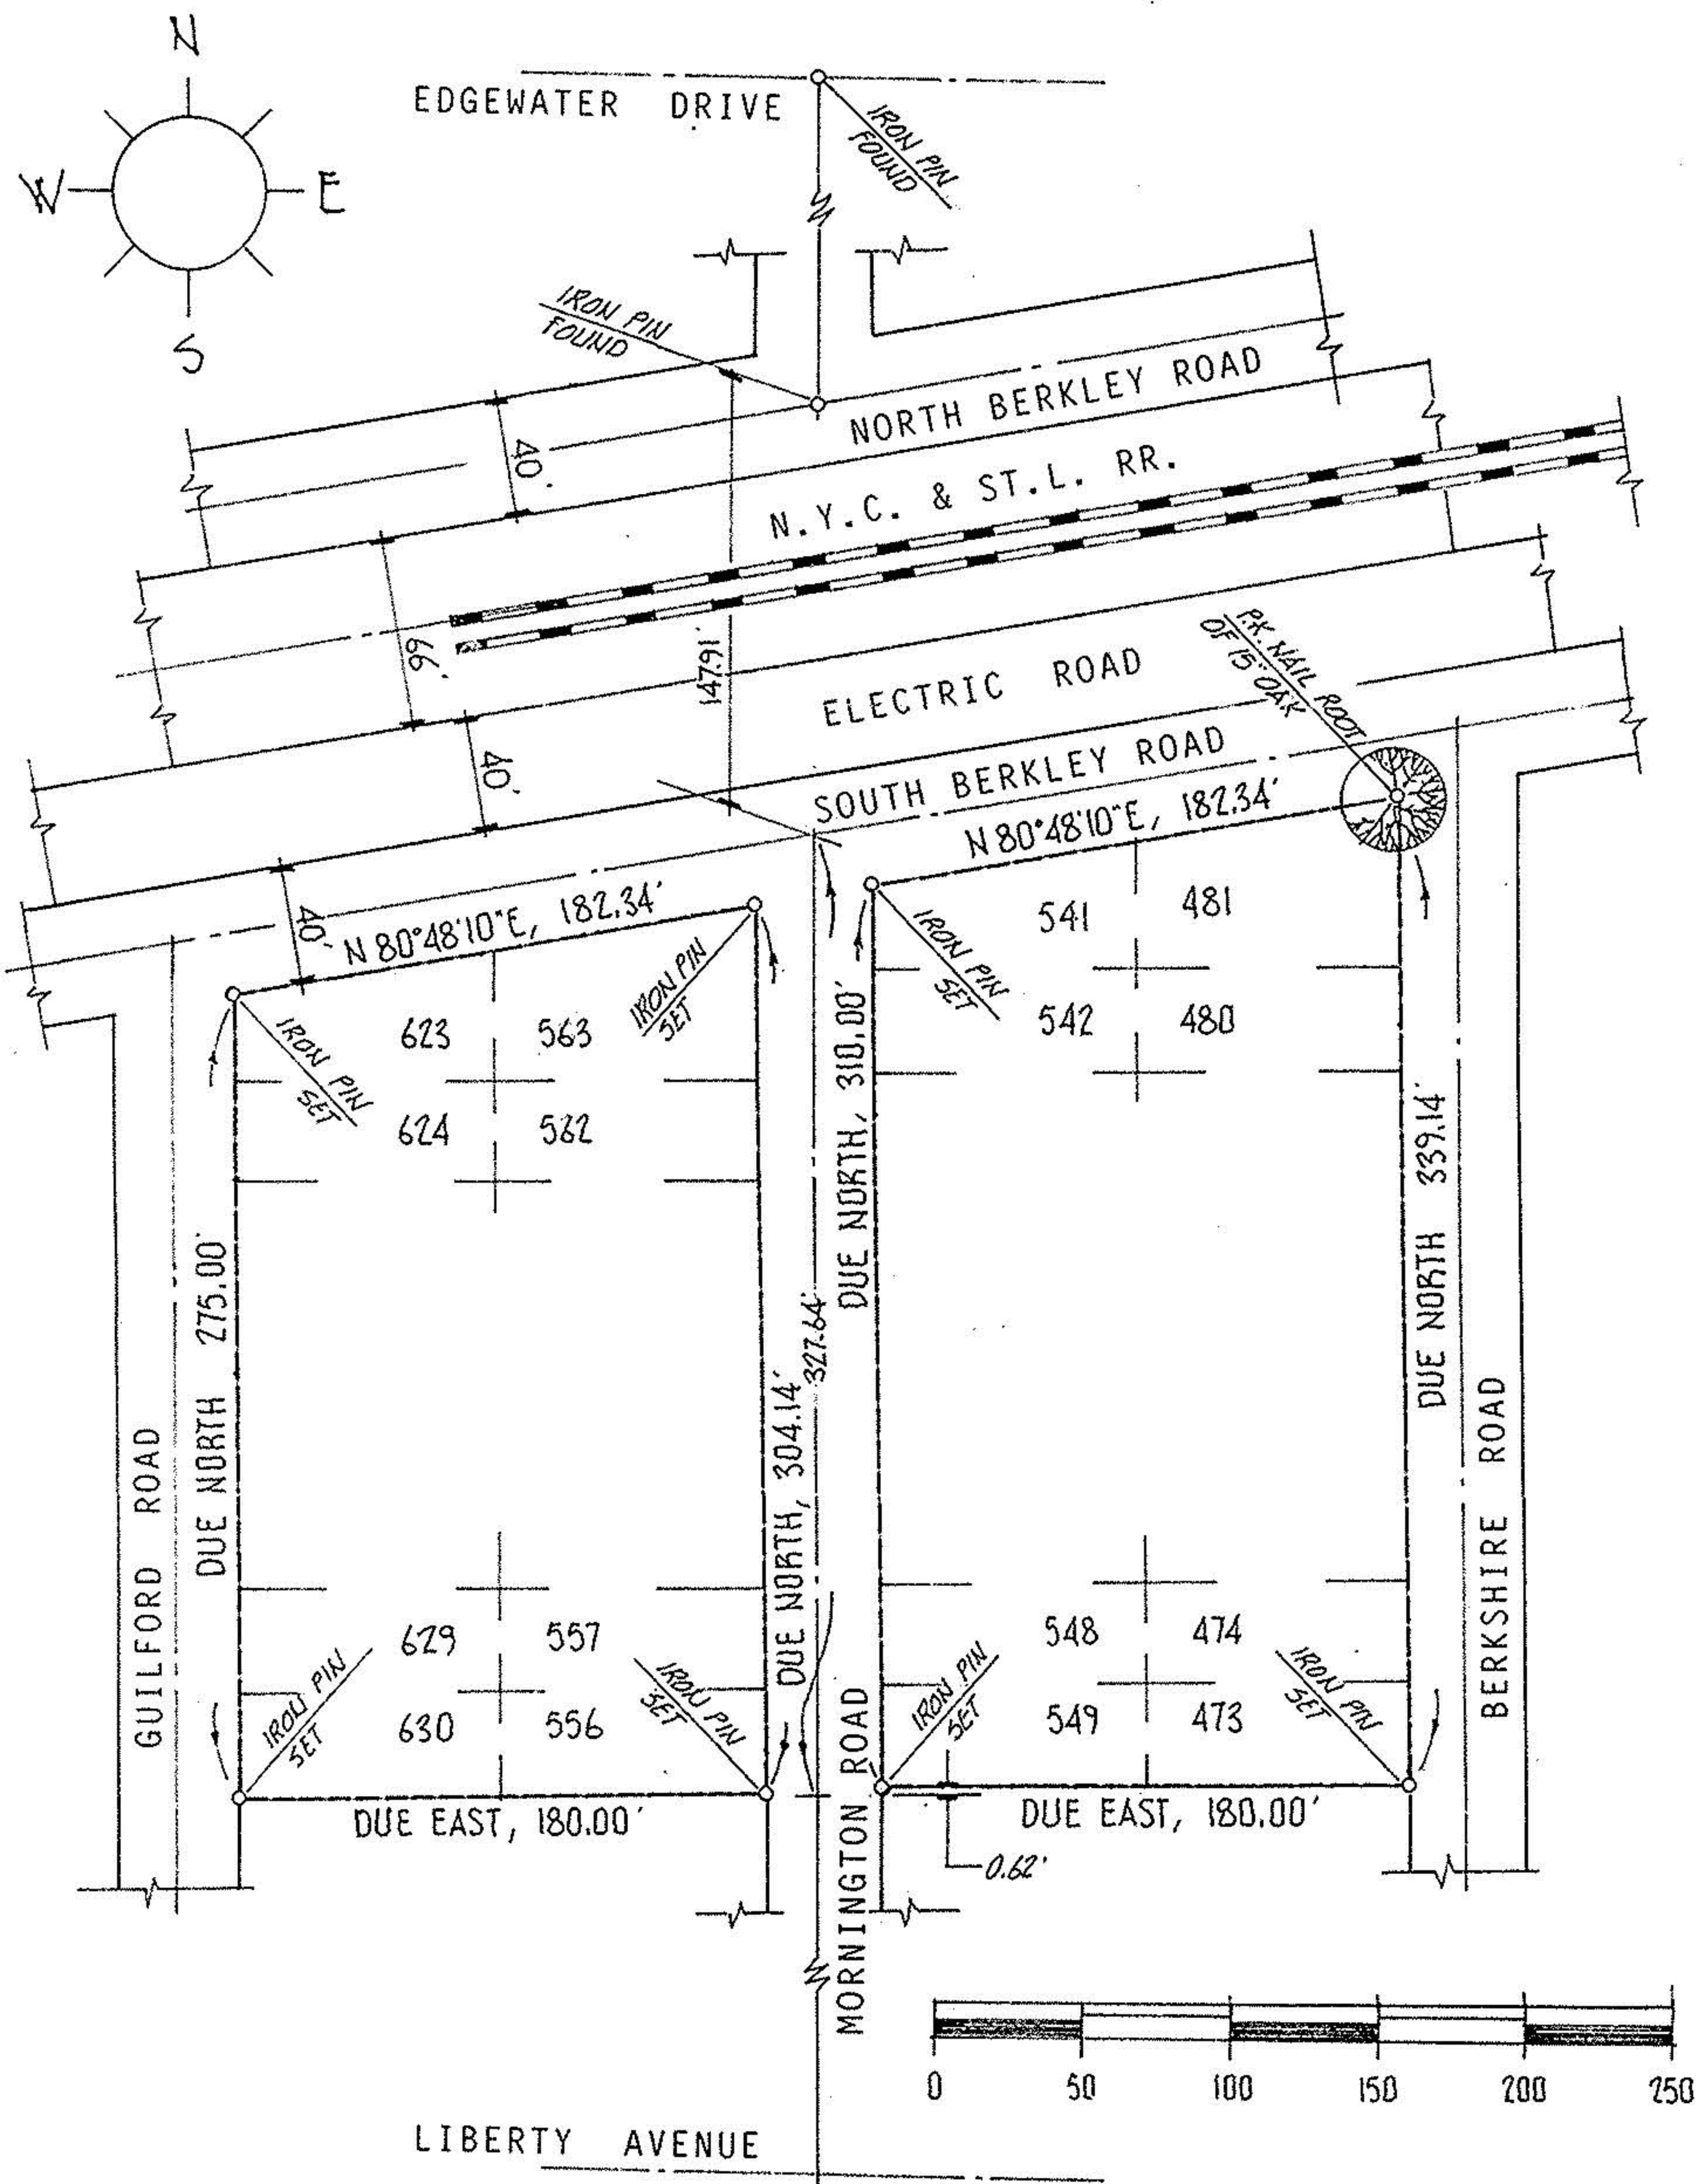 N
W
E
S
EDGEWATER DRIVE
IRON PIN
FOUND
IRON PIN
FOUND
NORTH BERKLEY ROAD
40'
N.Y.C. & ST.L. RR.
66'
147.91'
ELECTRIC ROAD
P.K. NAIL ROOT
OF 15" OAK
40'
SOUTH BERKLEY ROAD
N 80°48'10"E, 182.34'
40'
N 80°48'10"E, 182.34'
541
481
IRON PIN
SET
542
480
IRON PIN
SET
623
563
IRON PIN
SET
624
562
DUE NORTH 275.00'
DUE NORTH, 304.14'
327.64'
DUE NORTH, 310.00'
DUE NORTH 339.14'
GUILFORD ROAD
BERKSHIRE ROAD
629
557
548
474
IRON PIN
SET
IRON PIN
SET
IRON PIN
SET
IRON PIN
SET
630
556
549
473
DUE EAST, 180.00'
DUE EAST, 180.00'
0.62'
MORNINGTON ROAD
0 50 100 150 200 250
LIBERTY AVENUE